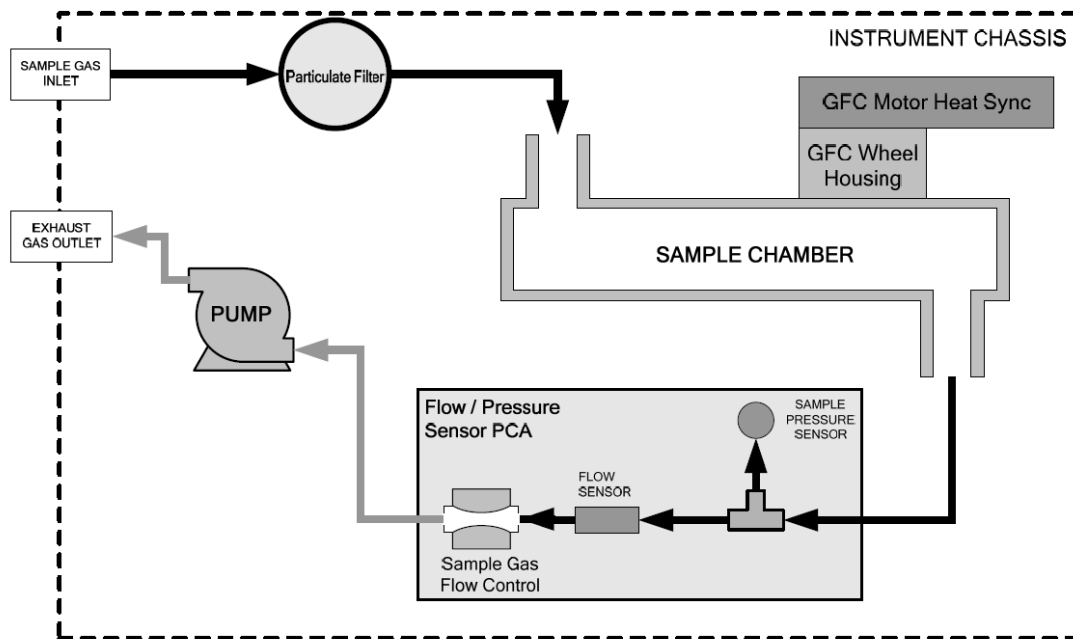 INSTRUMENT CHASSIS
SAMPLE GAS
INLET
Particulate Filter
GFC Motor Heat Sync
GFC Wheel
Housing
EXHAUST
GAS OUTLET
SAMPLE CHAMBER
PUMP
Flow / Pressure
Sensor PCA
SAMPLE
PRESSURE
SENSOR
FLOW
SENSOR
Sample Gas
Flow Control